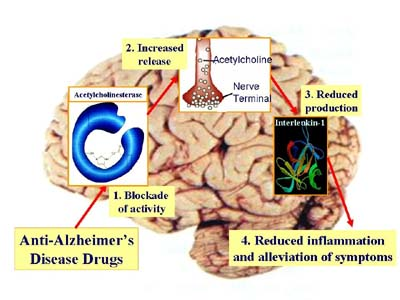 2. Increased
release
Acetylcholine
Nerve
Terminal
3. Reduced
production
Acetylcholinesterase
Interlenkin-1
1. Blockade
of activity
Anti-Alzheimer's
Disease Drugs
4. Reduced inflammation
and alleviation of symptoms